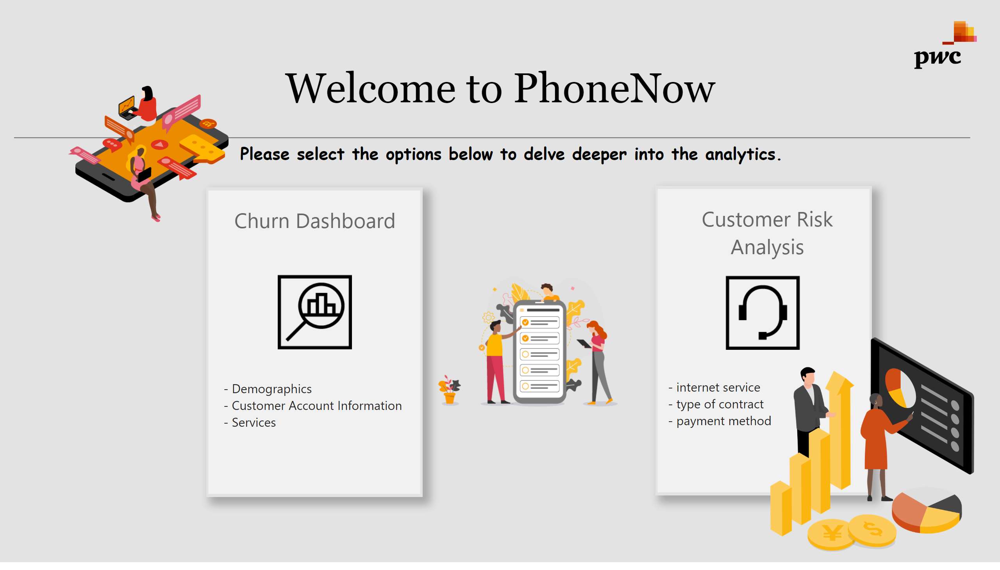 pwc
Welcome to PhoneNow
Please select the options below to delve deeper into the analytics.
Churn Dashboard
- Demographics
- Customer Account Information
- Services
Customer Risk
Analysis
- internet service
- type of contract
- payment method
¥
$